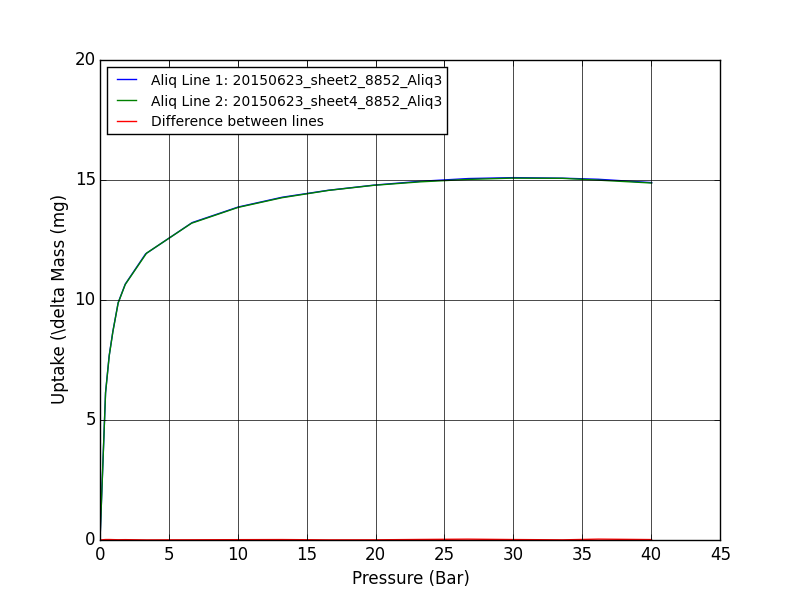 Aliq Line 1: 20150623_sheet2_8852_Aliq3
Aliq Line 2: 20150623_sheet4_8852_Aliq3
Difference between lines
20
15
10
5
0
Uptake (\delta Mass (mg)
0 5 10 15 20 25 30 35 40 45
Pressure (Bar)